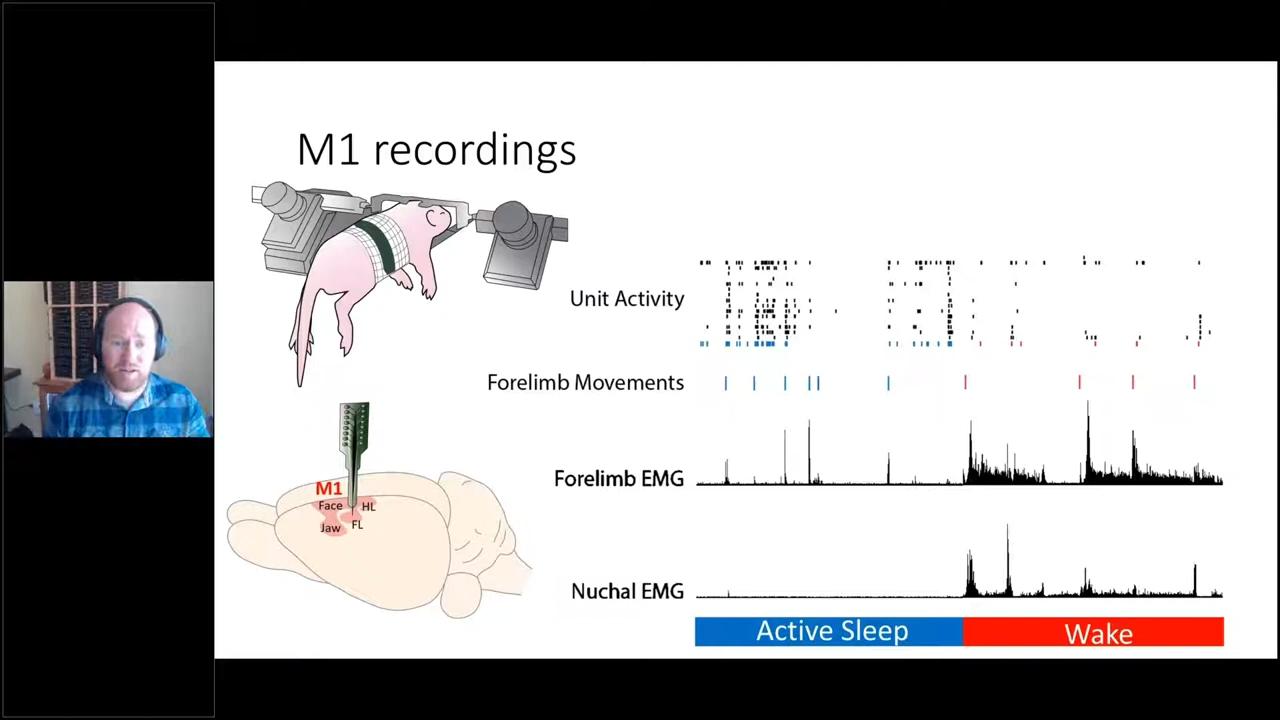 M1 recordings
Unit Activity
Forelimb Movements
M1
Face
HL
Jaw
FL
Forelimb EMG
Nuchal EMG
Active Sleep
Wake